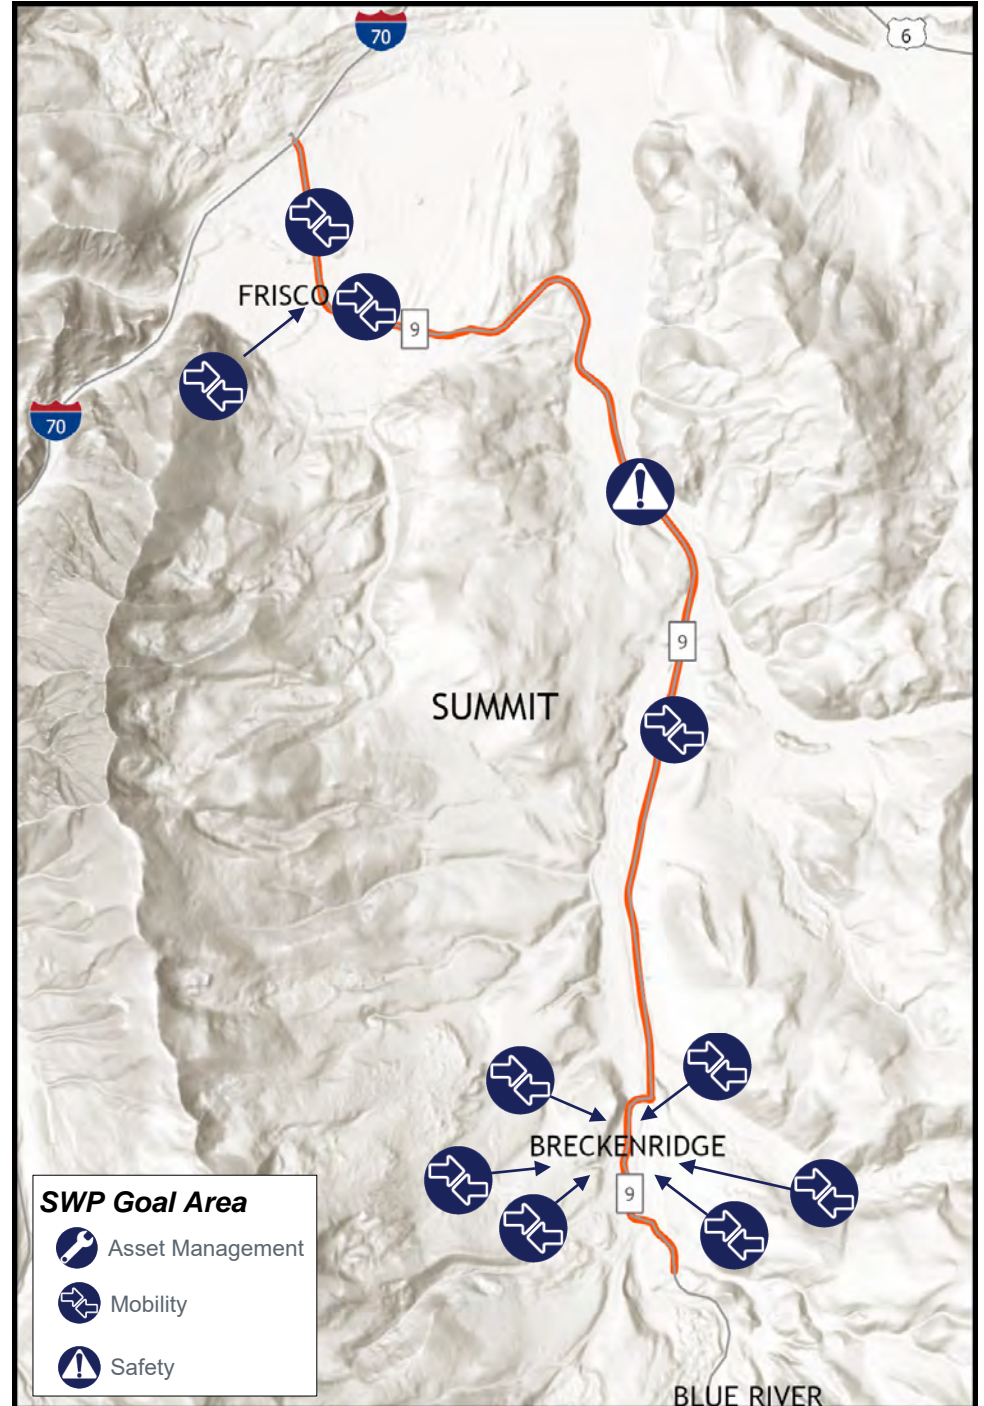 70
6
FRISCO
9
70
9
SUMMIT
BRECKENRIDGE
9
SWP Goal Area
Asset Management
Mobility
Safety
BLUE RIVER